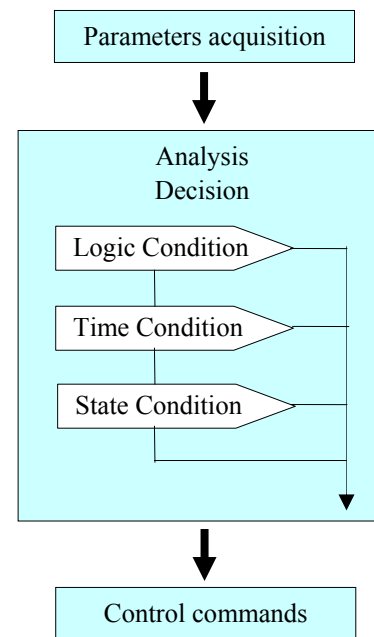 Parameters acquisition
Analysis
Decision
Logic Condition
Time Condition
State Condition
Control commands